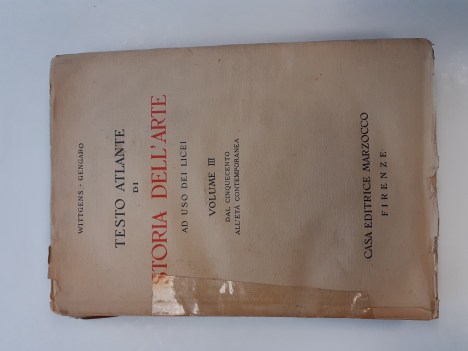 WITTGENS - GENGARO
TESTO ATLANTE
DI
STORIA DELL'ARTE
AD USO DEI LICEI
VOLUME III
DAL CINQUECENTO
ALL'ETÀ CONTEMPORANEA
CASA EDITRICE MARZOCCO
FIRENZE